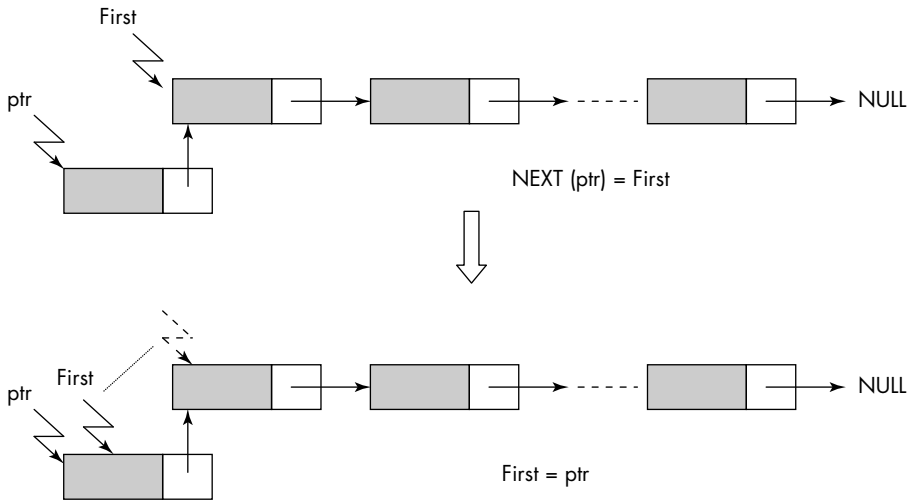 First
ptr
NULL
NEXT (ptr) = First
First
ptr
NULL
First = ptr